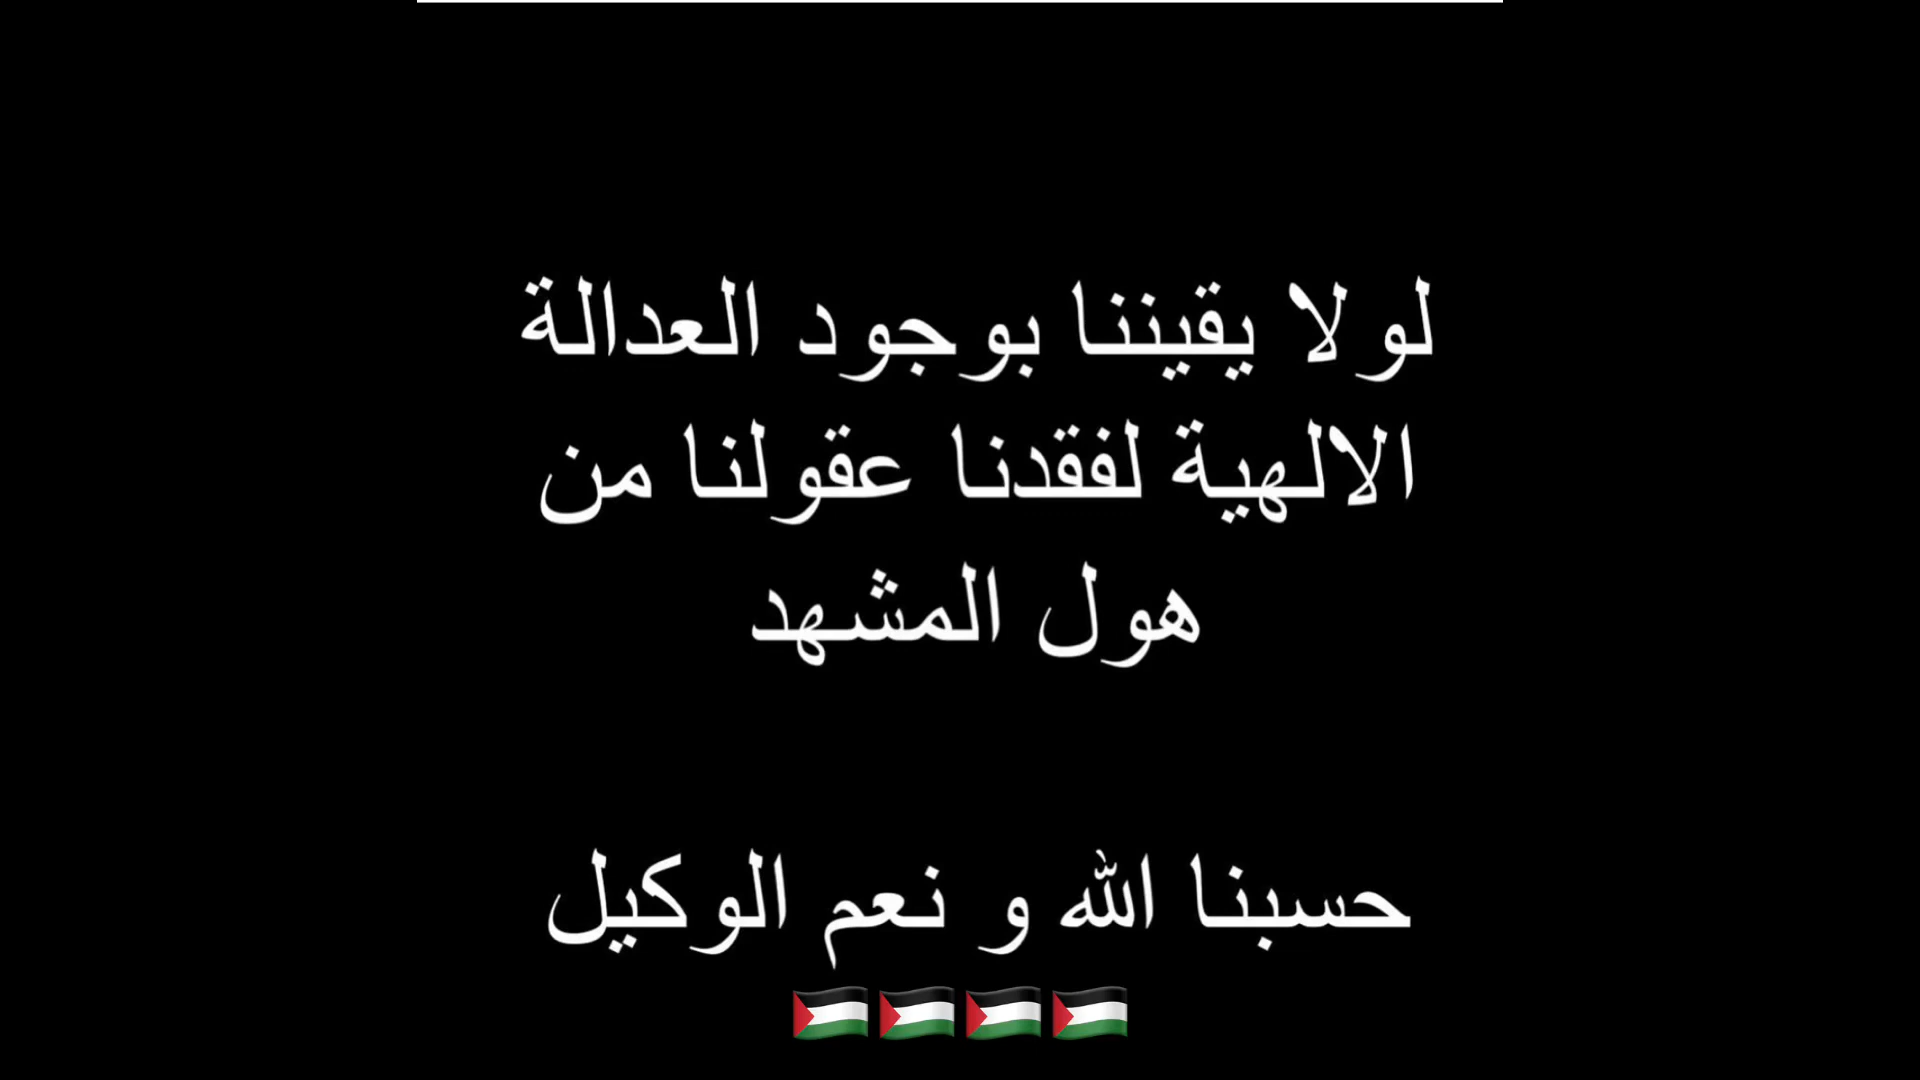 لولا يقيننا بوجود العدالة
الالهية لفقدنا عقولنا من
هول المشهد
حسبنا الله و نعم الوكيل
🇵🇸🇵🇸🇵🇸🇵🇸